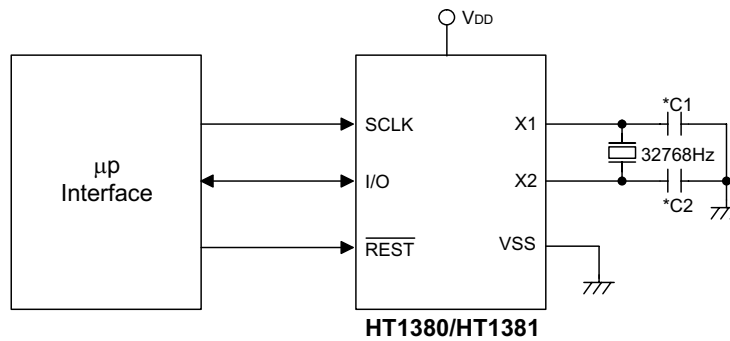 VDD
SCLK
X1
*C1
32768Hz
μp
Interface
I/O
X2
*C2
REST
VSS
HT1380/HT1381